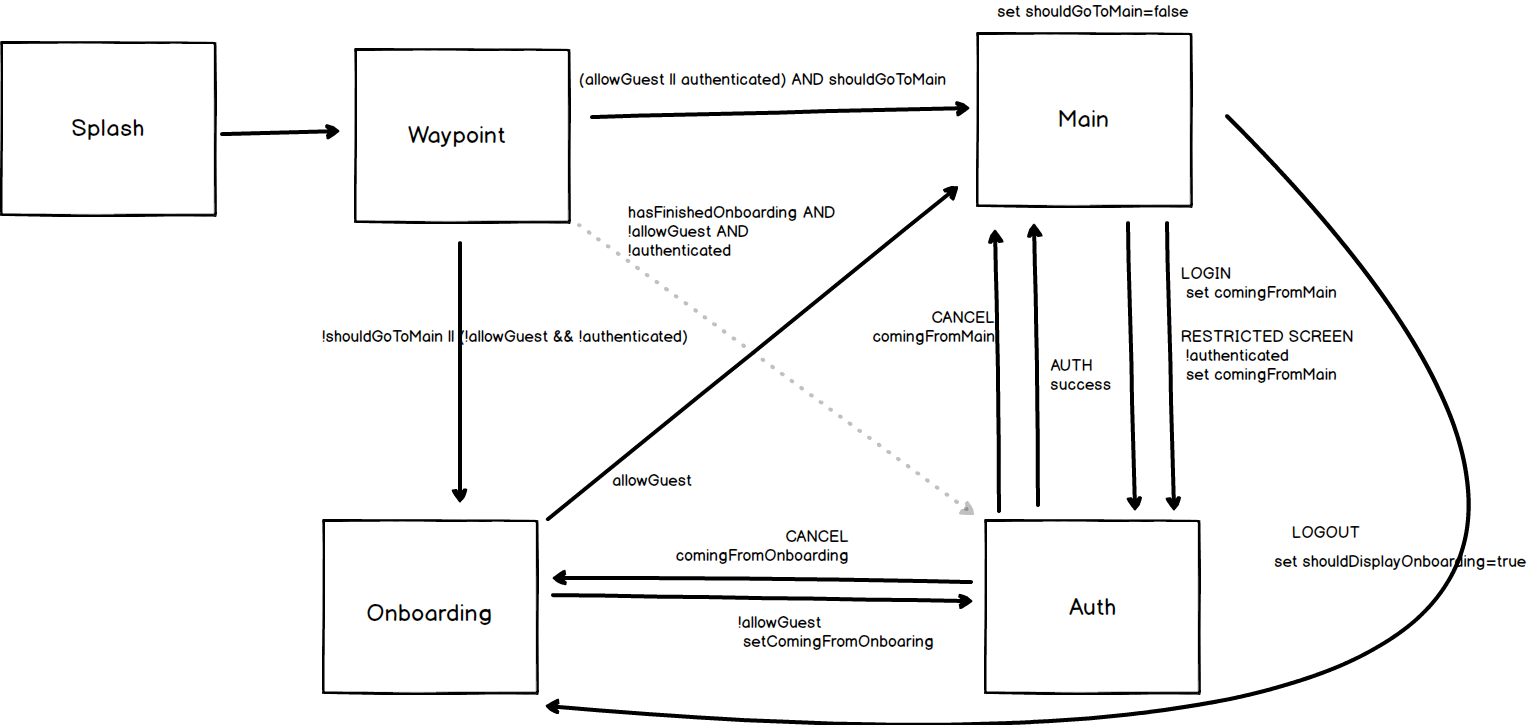 set shouldGoToMain=false
Splash
Waypoint
(allowGuest || authenticated) AND shouldGoToMain
Main
hasFinishedOnboarding AND
!allowGuest AND
!authenticated
!shouldGoToMain || (!allowGuest && !authenticated)
CANCEL
comingFromMain
AUTH
success
LOGIN
set comingFromMain
RESTRICTED SCREEN
!authenticated
set comingFromMain
allowGuest
CANCEL
comingFromOnboarding
!allowGuest
setComingFromOnboaring
Onboarding
Auth
LOGOUT
set shouldDisplayOnboarding=true